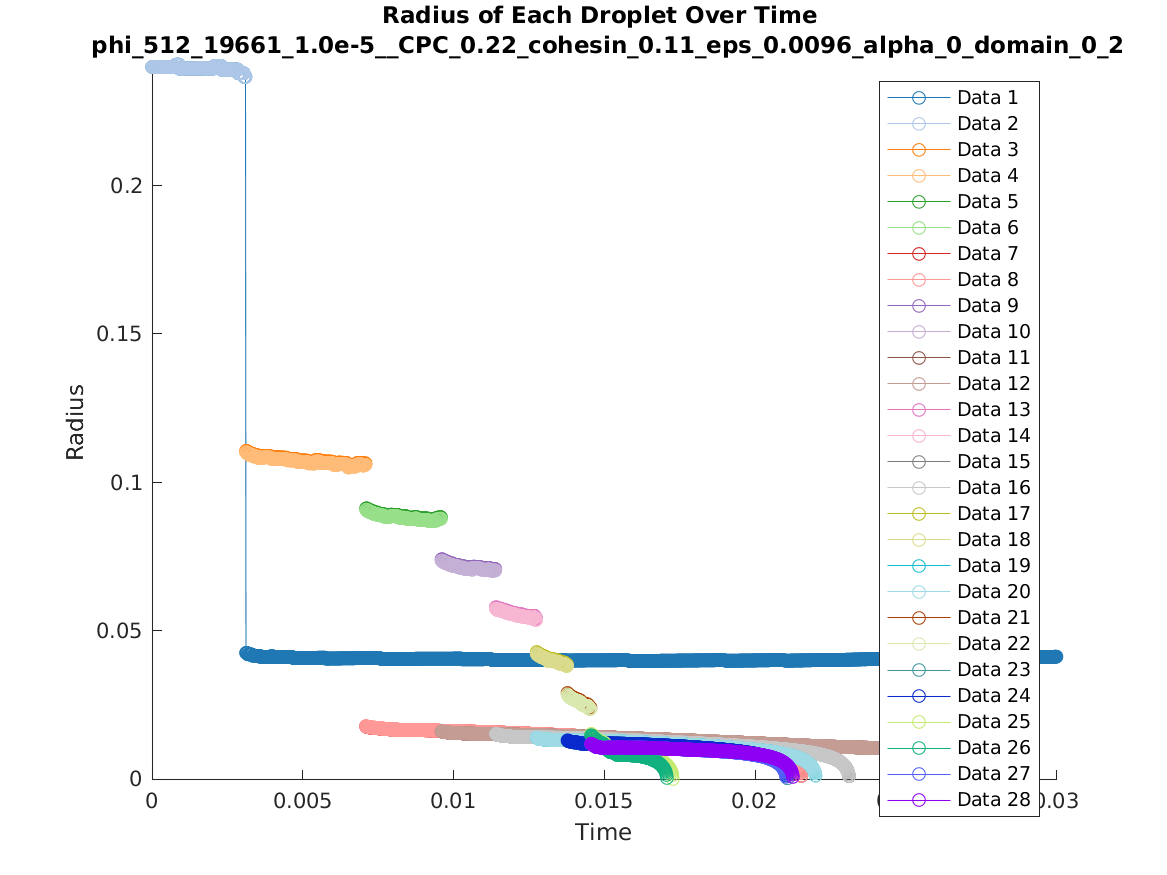 Radius of Each Droplet Over Time
phi_512_19661_1.0e-5__CPC_0.22_cohesin_0.11_eps_0.0096_alpha_0_domain_0_2
0.2
0.15
0.1
0.05
0
Radius
0
0.005
0.01
0.015
0.02
0.03
Time
Data 1
Data 2
Data 3
Data 4
Data 5
Data 6
Data 7
Data 8
Data 9
Data 10
Data 11
Data 12
Data 13
Data 14
Data 15
Data 16
Data 17
Data 18
Data 19
Data 20
Data 21
Data 22
Data 23
Data 24
Data 25
Data 26
Data 27
Data 28